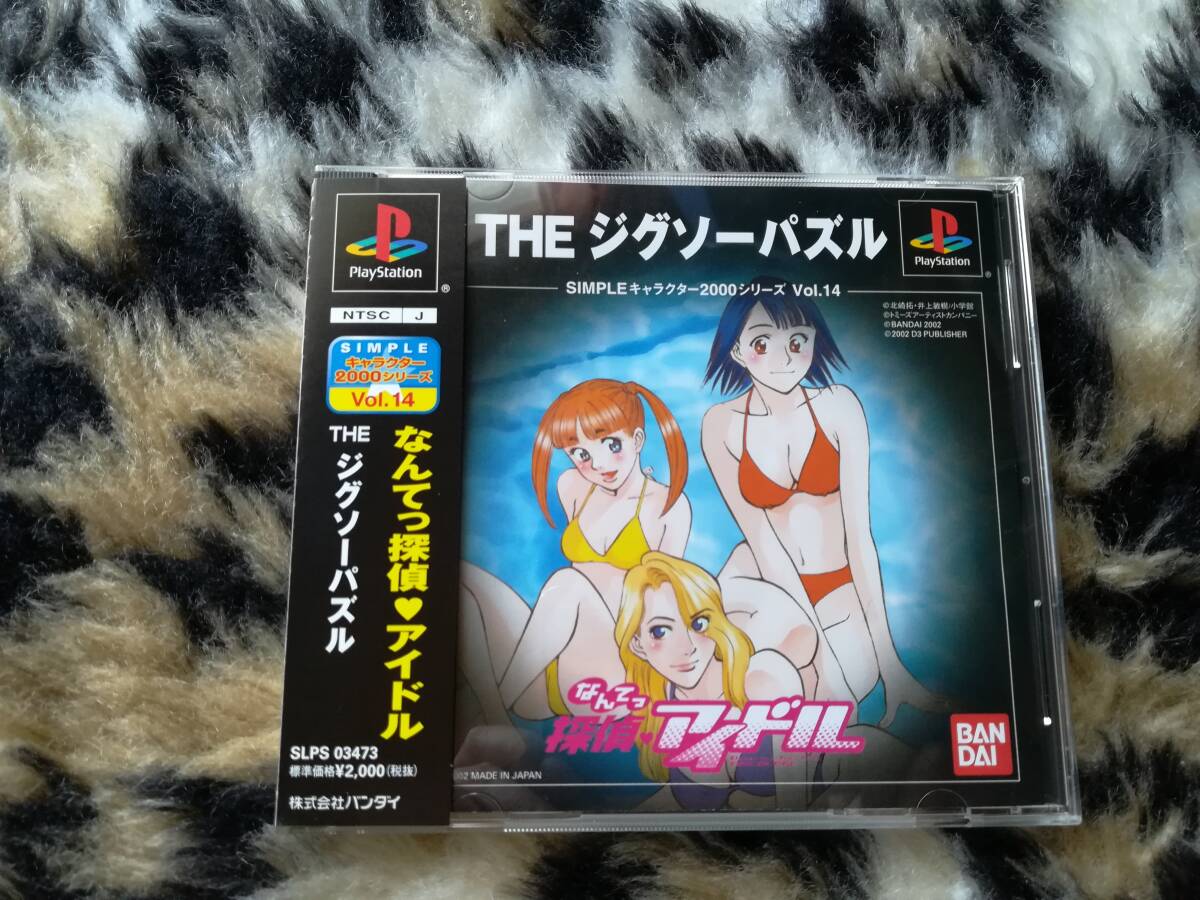 PlayStation
®
NTSC J
SIMPLE
キャラクター
2000シリーズ
Vol.14
THE ジグソーパズル
なんてっ探偵♥アイドル
SLPS 03473
標準価格¥2,000(税抜)
株式会社バンダイ
THE ジグソーパズル
SIMPLEキャラクター2000シリーズ Vol.14
PlayStation
®
©北崎拓・井上敏樹/小学館
©トミーズアーティストカンパニー
©BANDAI 2002
©2002 D3 PUBLISHER
なんてっ
探偵♥アイドル
BAN
DAI
02 MADE IN JAPAN